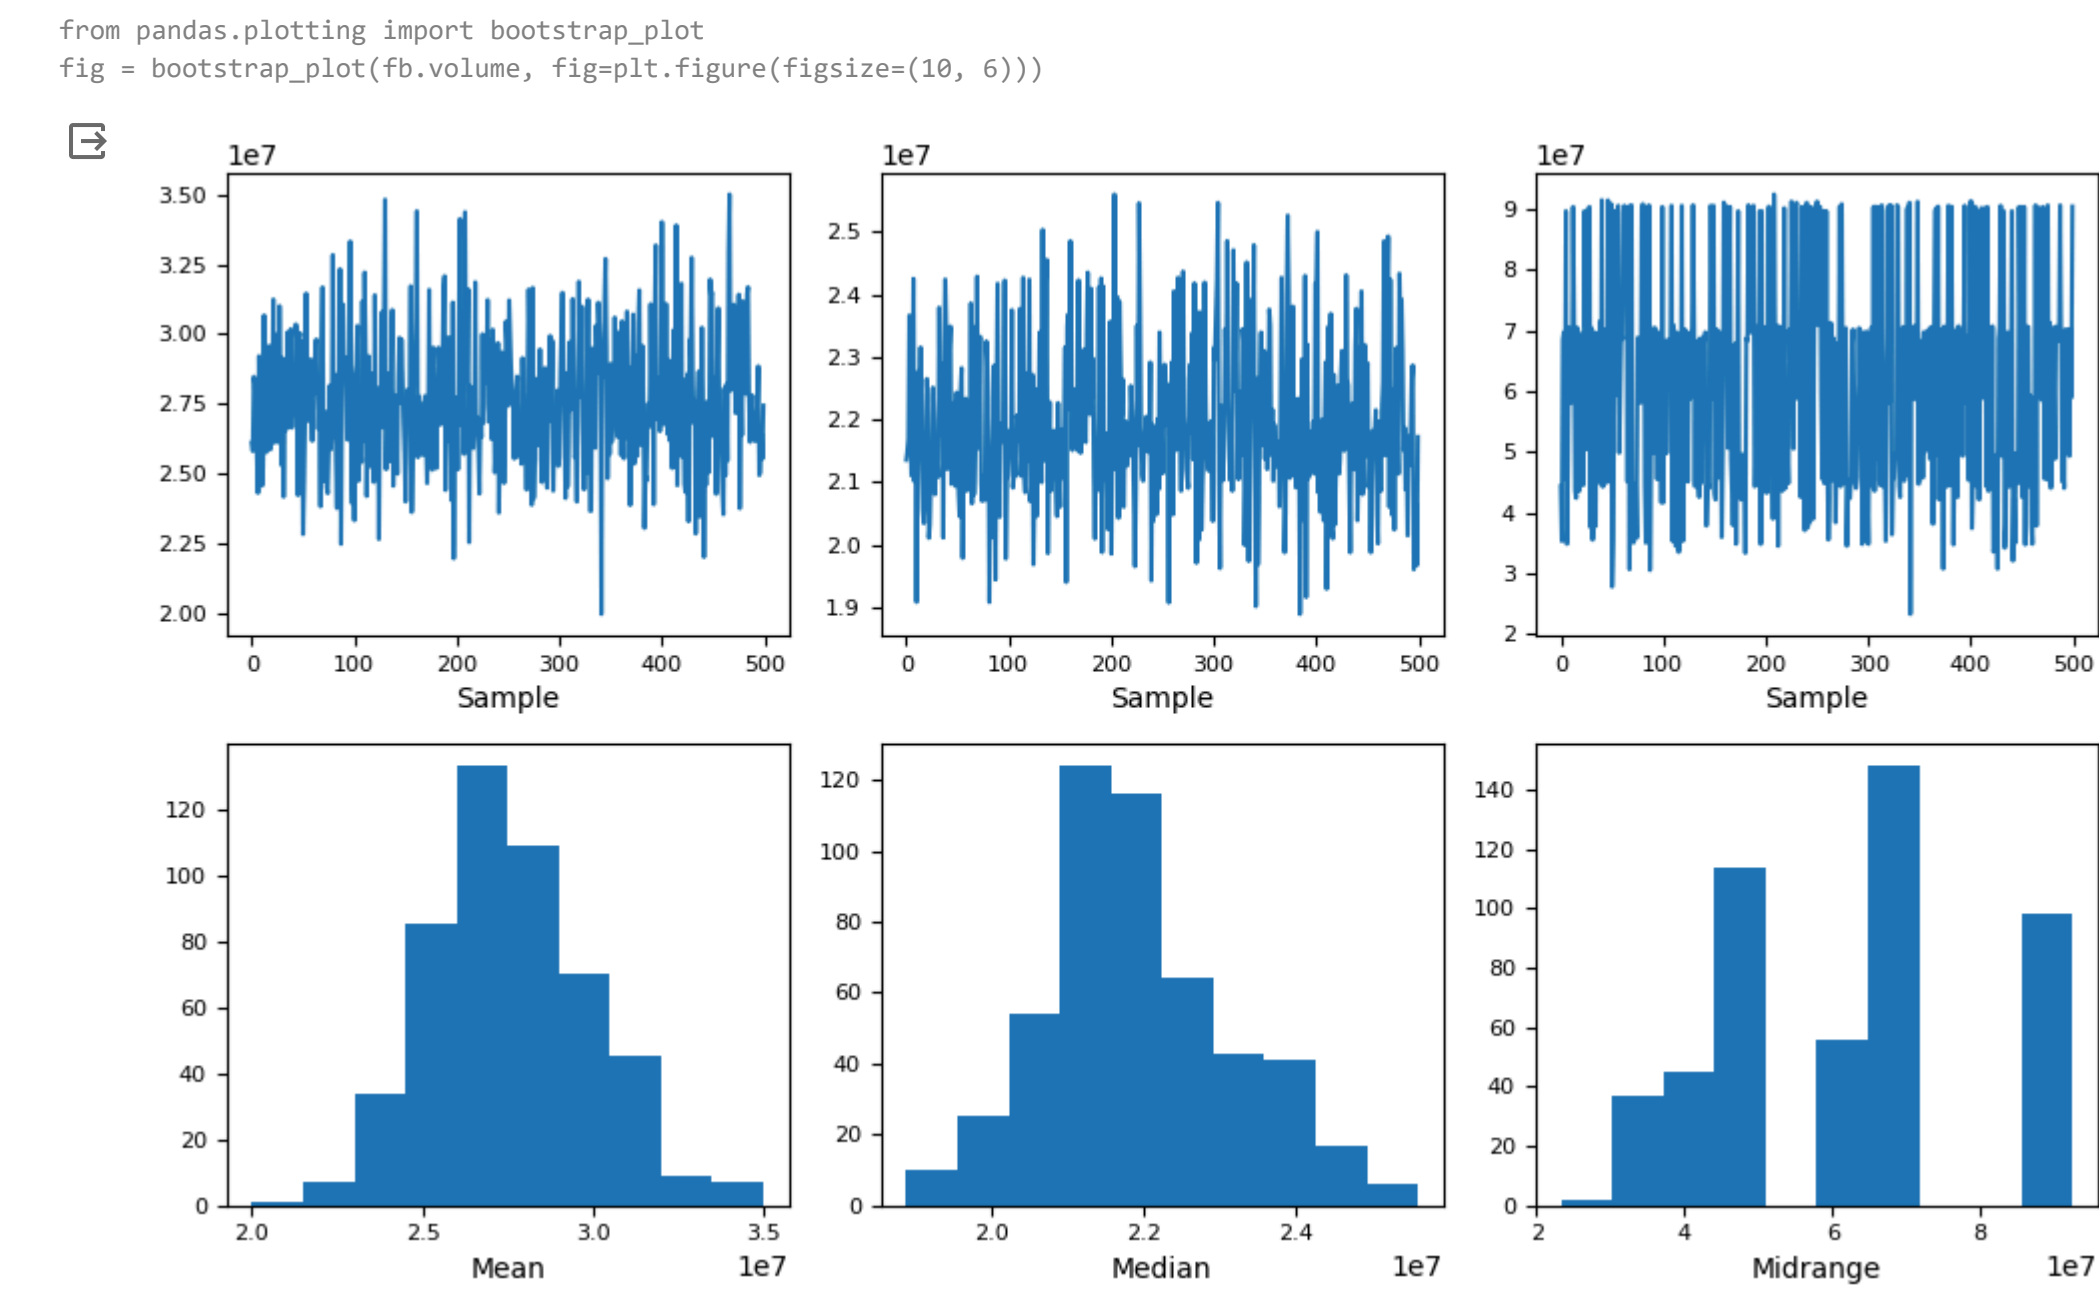 from pandas.plotting import bootstrap_plot
fig = bootstrap_plot(fb.volume, fig=plt.figure(figsize=(10, 6)))
1e7
3.50
3.25
3.00
2.75
2.50
2.25
2.00
0 100 200 300 400 500
Sample
1e7
2.5
2.4
2.3
2.2
2.1
2.0
1.9
0 100 200 300 400 500
Sample
1e7
9
8
7
6
5
4
3
2
0 100 200 300 400 500
Sample
120
100
80
60
40
20
0
2.0 2.5 3.0 3.5
Mean 1e7
120
100
80
60
40
20
0
2.0 2.2 2.4
Median 1e7
140
120
100
80
60
40
20
0
2 4 6 8
Midrange 1e7